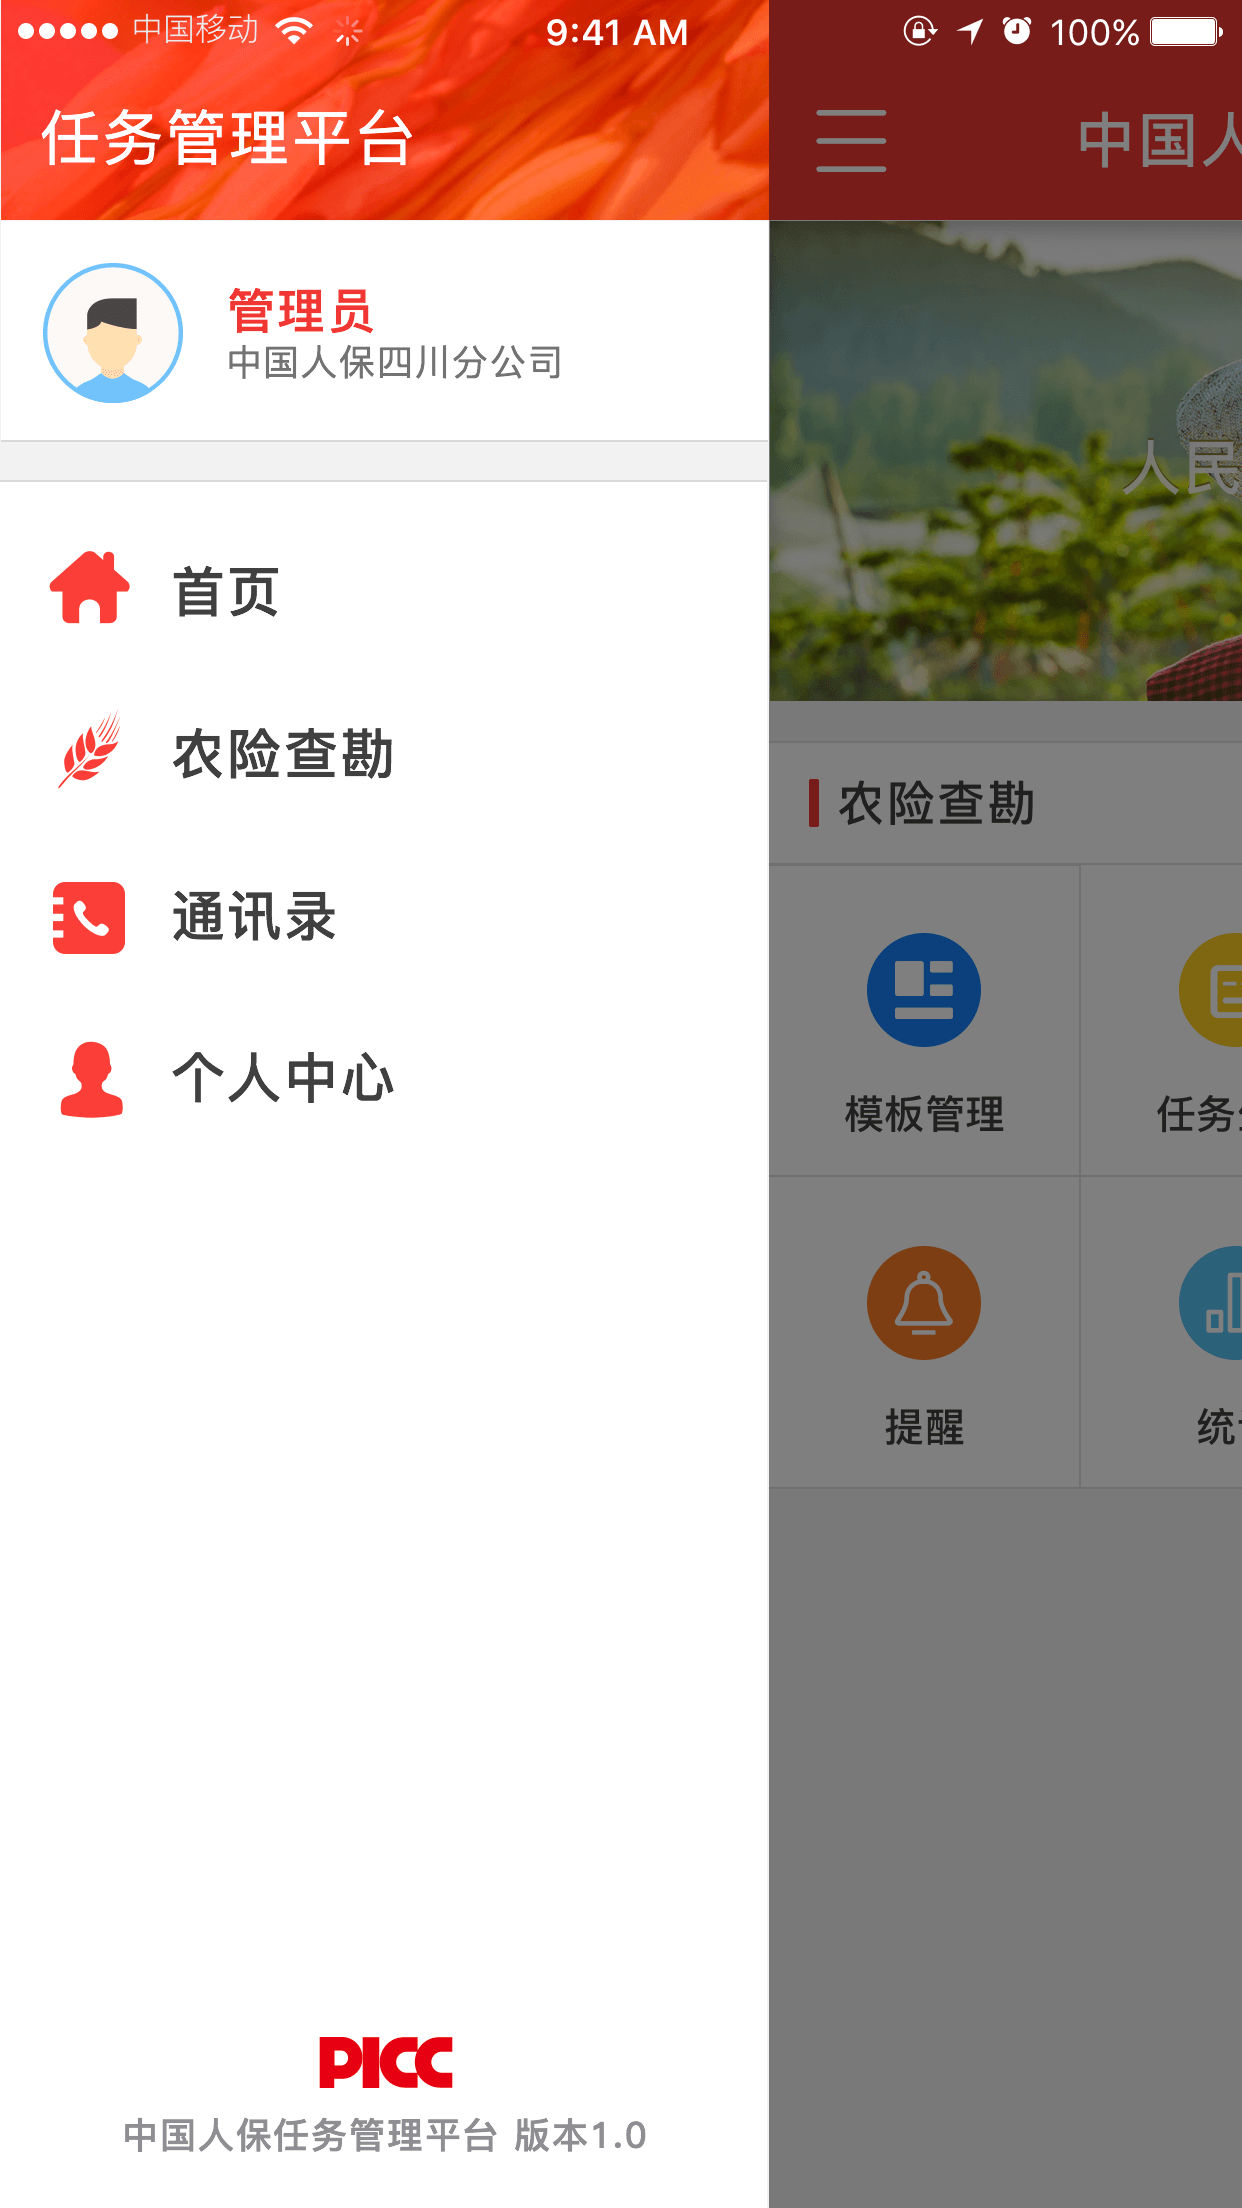 中国移动 9:41 AM 100%
任务管理平台
中国人
管理员
中国人保四川分公司
人民
首页
农险查勘
通讯录
个人中心
农险查勘
模板管理
任务
提醒
统
PICC
中国人保任务管理平台 版本1.0